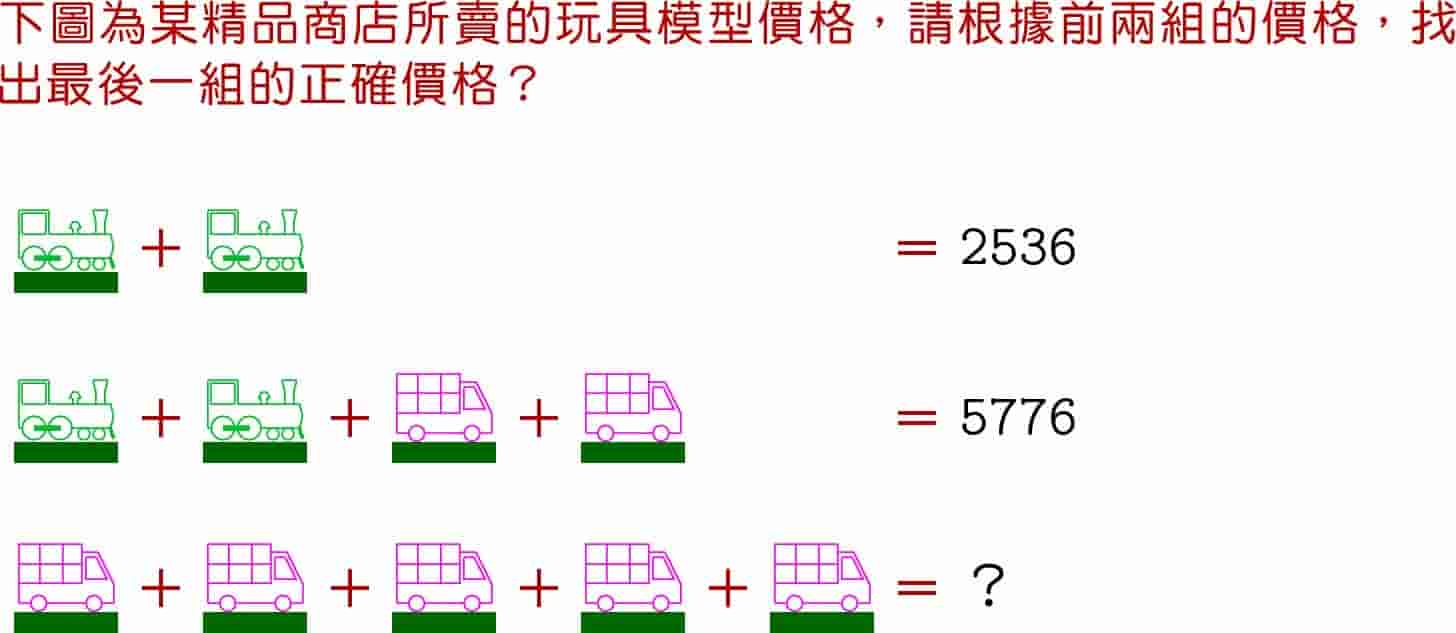 下圖為某精品商店所賣的玩具模型價格，請根據前兩組的價格，找
出最後一組的正確價格？
+ = 2536
+ + + = 5776
+ + + + = ?